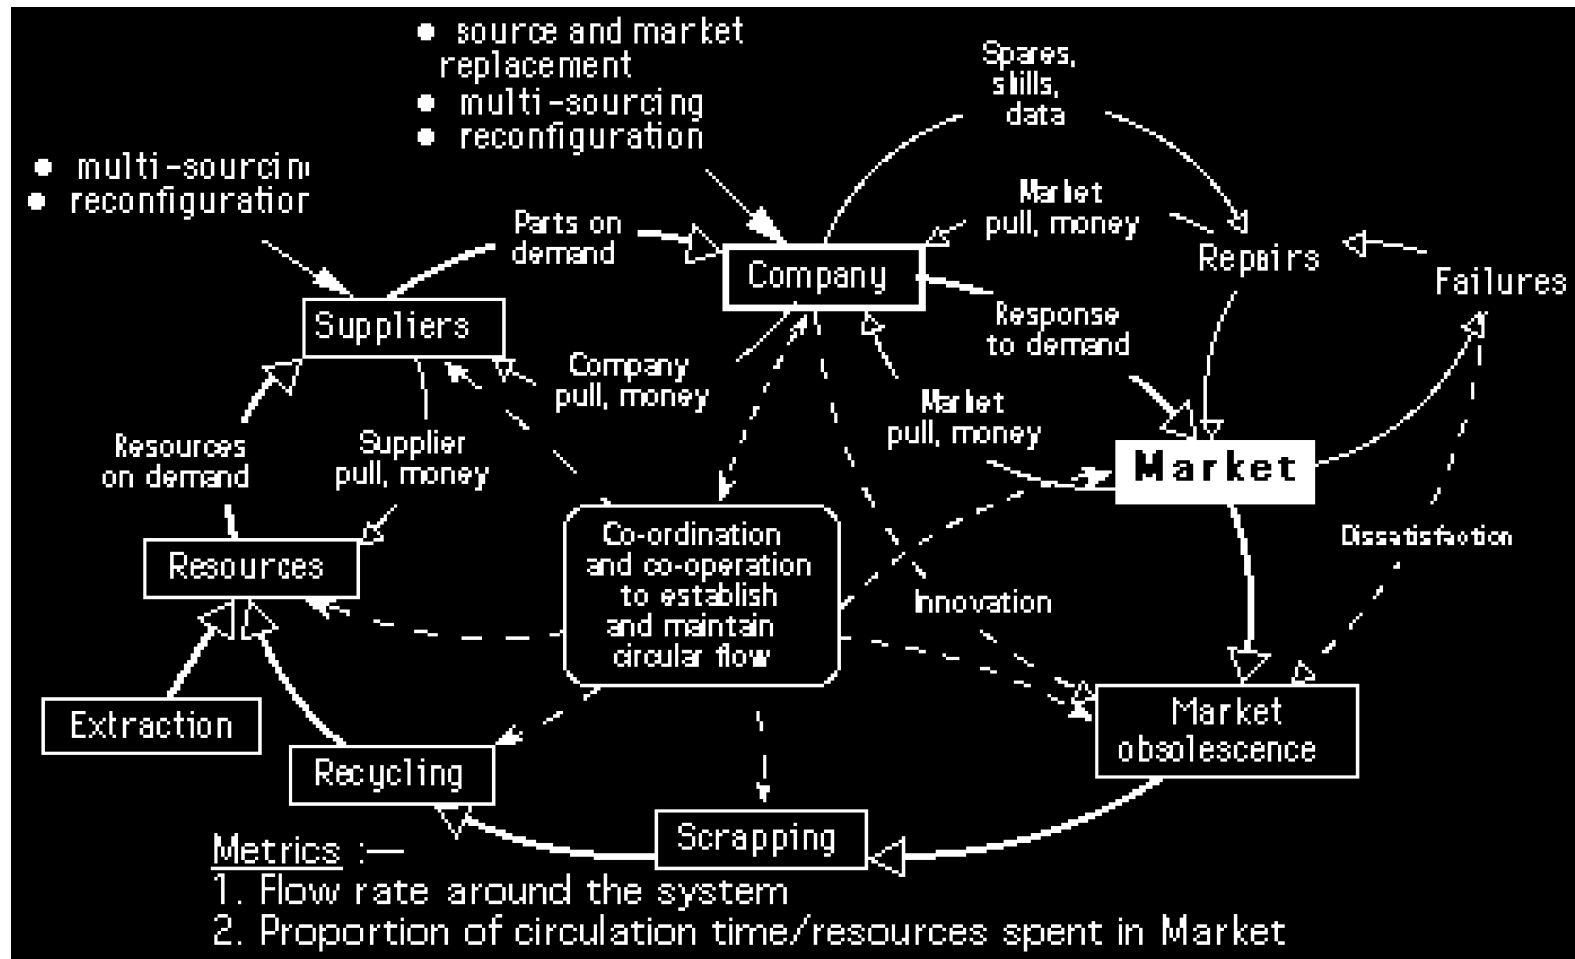 ● source and market
replacement
● multi-sourcing
● reconfiguration
Spares,
skills,
data
● multi-sourcin
● reconfiguration
Parts on
demand
Market
pull, money
Company
Repairs
Failures
Suppliers
Response
to demand
Company
pull, money
Market
pull, money
Resources
on demand
Supplier
pull, money
Market
Resources
Co-ordination
and co-operation
to establish
and maintain
circular flow
Dissatisfaction
Innovation
Extraction
Recycling
Market
obsolescence
Scrapping
Metrics :—
1. Flow rate around the system
2. Proportion of circulation time/resources spent in Market